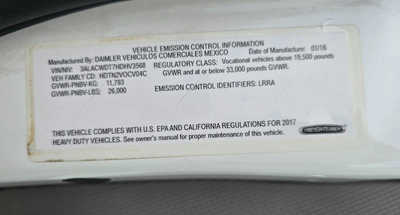 VEHICLE EMISSION CONTROL INFORMATION
Manufactured By: DAIMLER VEHICULOS COMERCIALES MEXICO Date of Manufacture: 01/16
VIN/NIV: 3ALACWDT7HDHV3568 REGULATORY CLASS: Vocational vehicles above 19,500 pounds
VEH FAMILY CD: HDTN2VOCV04C GVWR and at or below 33,000 pounds GVWR.
GVWR-PNBV-KG: 11,793
GVWR-PNBV-LBS: 26,000 EMISSION CONTROL IDENTIFIERS: LRRA
THIS VEHICLE COMPLIES WITH U.S. EPA AND CALIFORNIA REGULATIONS FOR 2017
HEAVY DUTY VEHICLES. See owner's manual for proper maintenance of this vehicle.
FREIGHTLINER